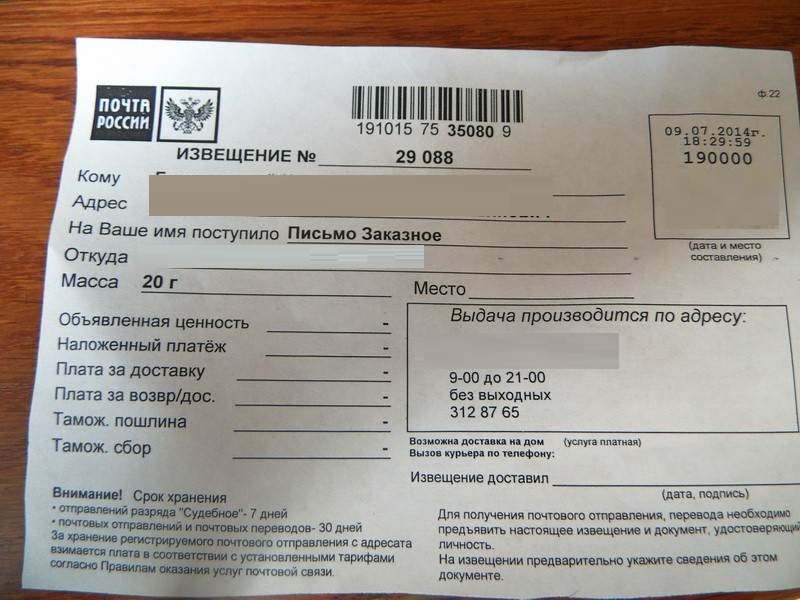 ф.22
ПОЧТА
РОССИИ
191015 75 35080 9
09.07.2014г.
18:29:59
190000
ИЗВЕЩЕНИЕ № 29 088
Кому
Адрес
(дата и место
составления)
На Ваше имя поступило Письмо Заказное
Откуда
Масса 20 г
Место
Объявленная ценность -
Наложенный платёж -
Плата за доставку -
Плата за возвр/дос. -
Тамож. пошлина -
Тамож. сбор -
Выдача производится по адресу:
9-00 до 21-00
без выходных
312 87 65
Возможна доставка на дом (услуга платная)
Вызов курьера по телефону:
Извещение доставил
(дата, подпись)
Внимание! Срок хранения
• отправлений разряда "Судебное"- 7 дней
• почтовых отправлений и почтовых переводов- 30 дней
За хранение регистрируемого почтового отправления с адресата
взимается плата в соответствии с установленными тарифами
согласно Правилам оказания услуг почтовой связи.
Для получения почтового отправления, перевода необходимо
предъявить настоящее извещение и документ, удостоверяющий
личность.
На извещении предварительно укажите сведения об этом
документе.